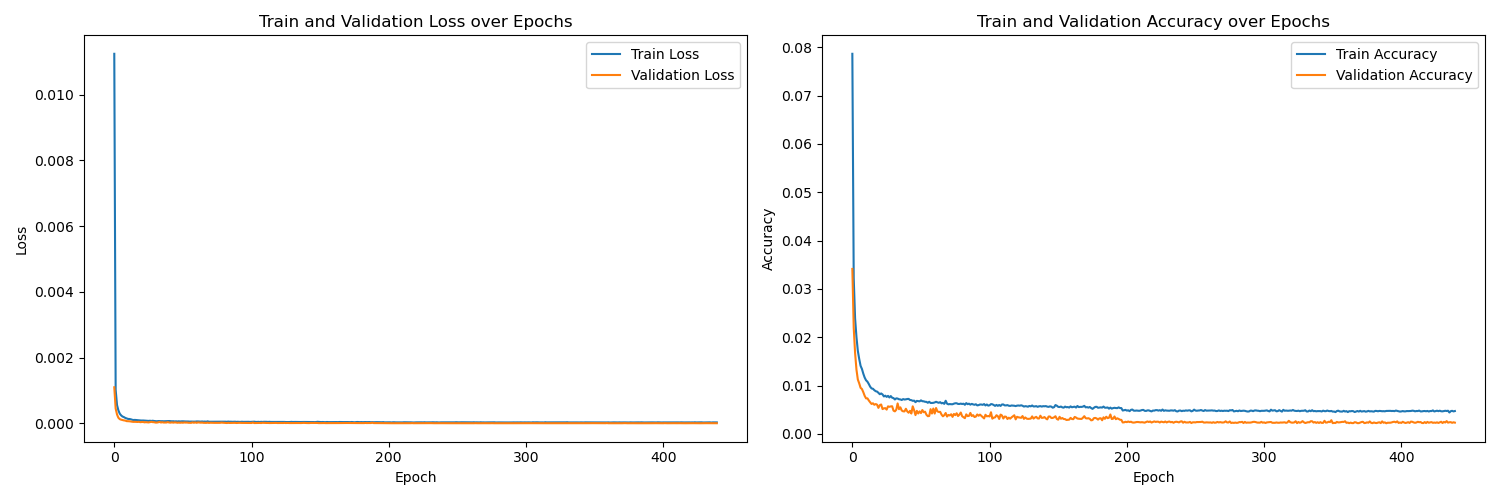 Train and Validation Loss over Epochs
Train Loss
Validation Loss
0.010
0.008
0.006
0.004
0.002
0.000
Loss
0
100
200
300
400
Epoch
Train and Validation Accuracy over Epochs
Train Accuracy
Validation Accuracy
0.08
0.07
0.06
0.05
0.04
0.03
0.02
0.01
0.00
Accuracy
0
100
200
300
400
Epoch